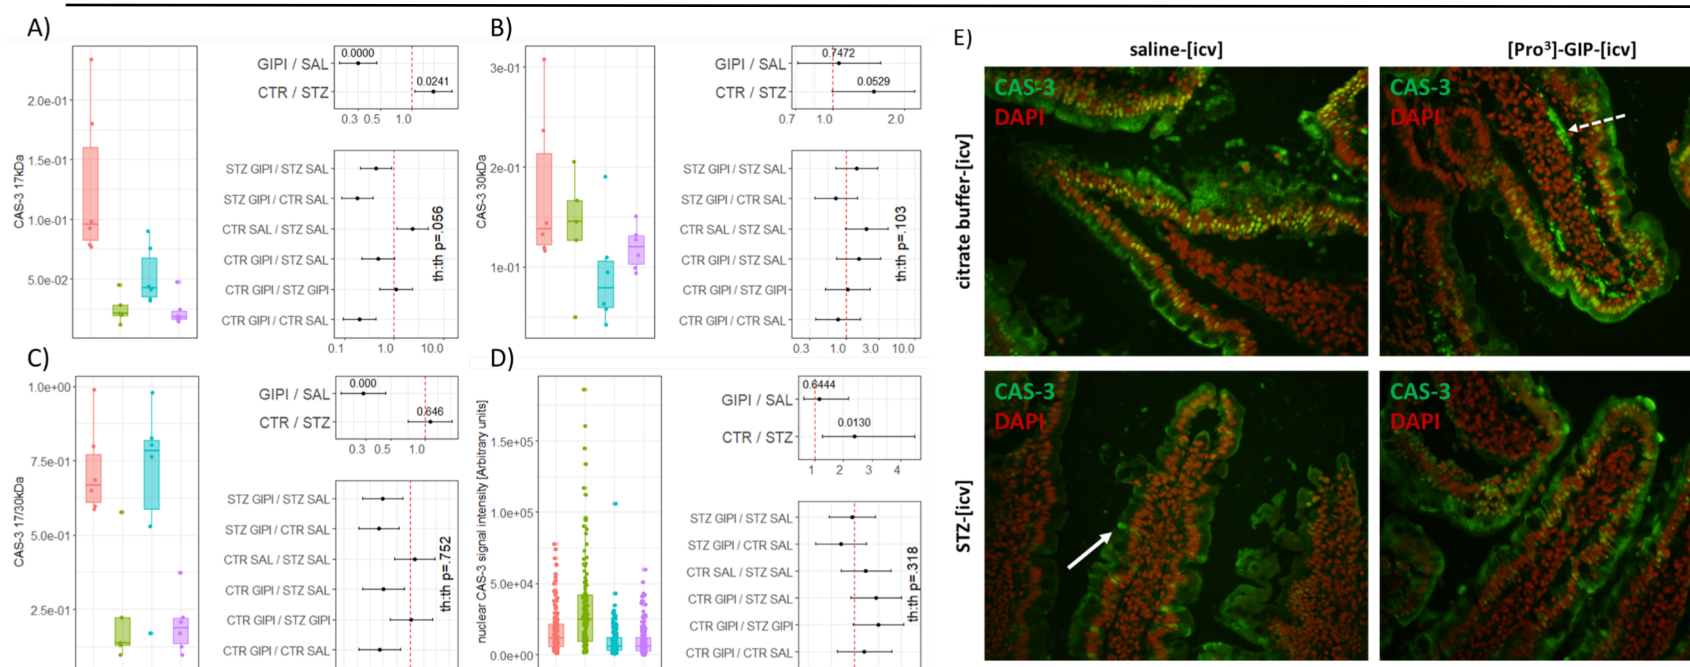 A)
CAS-3 17kDa
2.0e-01
1.5e-01
1.0e-01
5.0e-02
GIPI / SAL
CTR / STZ
0.0000
0.0241
0.3 0.5 1.0
STZ GIPI / STZ SAL
STZ GIPI / CTR SAL
CTR SAL / STZ SAL
CTR GIPI / STZ SAL
CTR GIPI / STZ GIPI
CTR GIPI / CTR SAL
th:th p=.056
0.1 1.0 10.0
B)
CAS-3 30kDa
3e-01
2e-01
1e-01
GIPI / SAL
CTR / STZ
0.7472
0.0529
0.7 1.0 2.0
STZ GIPI / STZ SAL
STZ GIPI / CTR SAL
CTR SAL / STZ SAL
CTR GIPI / STZ SAL
CTR GIPI / STZ GIPI
CTR GIPI / CTR SAL
th:th p=.103
0.3 1.0 3.0 10.0
C)
CAS-3 17/30kDa
1.0e+00
7.5e-01
5.0e-01
2.5e-01
GIPI / SAL
CTR / STZ
0.000
0.646
0.3 0.5 1.0
STZ GIPI / STZ SAL
STZ GIPI / CTR SAL
CTR SAL / STZ SAL
CTR GIPI / STZ SAL
CTR GIPI / STZ GIPI
CTR GIPI / CTR SAL
th:th p=.752
D)
nuclear CAS-3 signal intensity [Arbitrary units]
1.5e+05
1.0e+05
5.0e+04
0.0e+00
GIPI / SAL
CTR / STZ
0.6444
0.0130
1 2 3 4
STZ GIPI / STZ SAL
STZ GIPI / CTR SAL
CTR SAL / STZ SAL
CTR GIPI / STZ SAL
CTR GIPI / STZ GIPI
CTR GIPI / CTR SAL
th:th p=.318
E)
saline-[icv]
[Pro³]-GIP-[icv]
citrate buffer-[icv]
STZ-[icv]
CAS-3
DAPI
CAS-3
DAPI
CAS-3
DAPI
CAS-3
DAPI